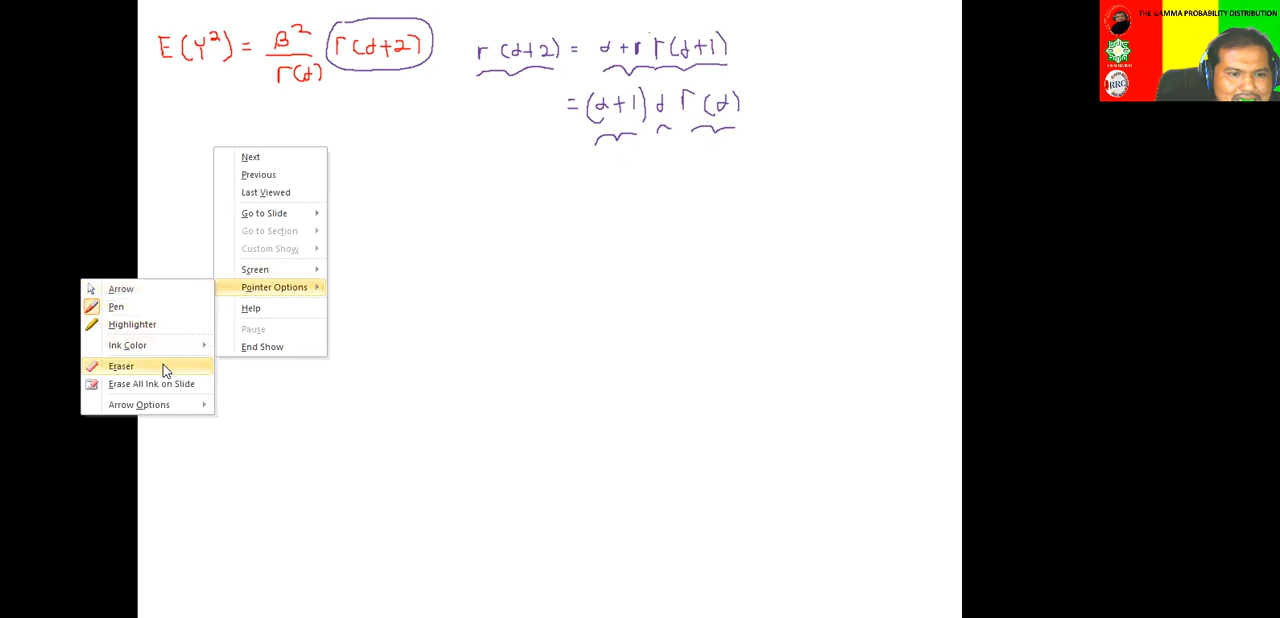 E(Y²) = β²/Γ(α) Γ(α+2)
Γ(α+2) = α+1 Γ(α+1)
= (α+1) α Γ(α)
THE GAMMA PROBABILITY DISTRIBUTION
RRC
Next
Previous
Last Viewed
Go to Slide
Go to Section
Custom Show
Screen
Pointer Options
Help
Pause
End Show
Arrow
Pen
Highlighter
Ink Color
Eraser
Erase All Ink on Slide
Arrow Options